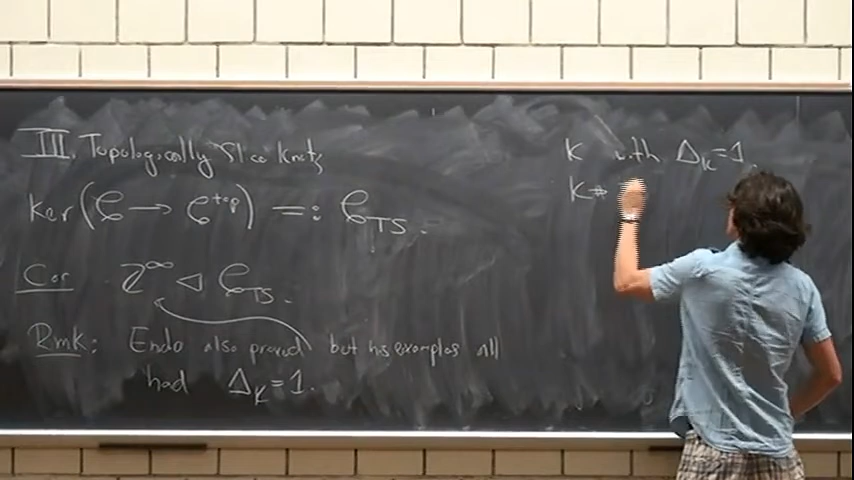 III. Topologically Slice Knots
Ker(C → C^top) =: C_TS.
Cor Z^∞ ◁ C_TS.
Rmk: Endo also proved but his examples all
had Δ_K=1.
K with Δ_K=1.
K#